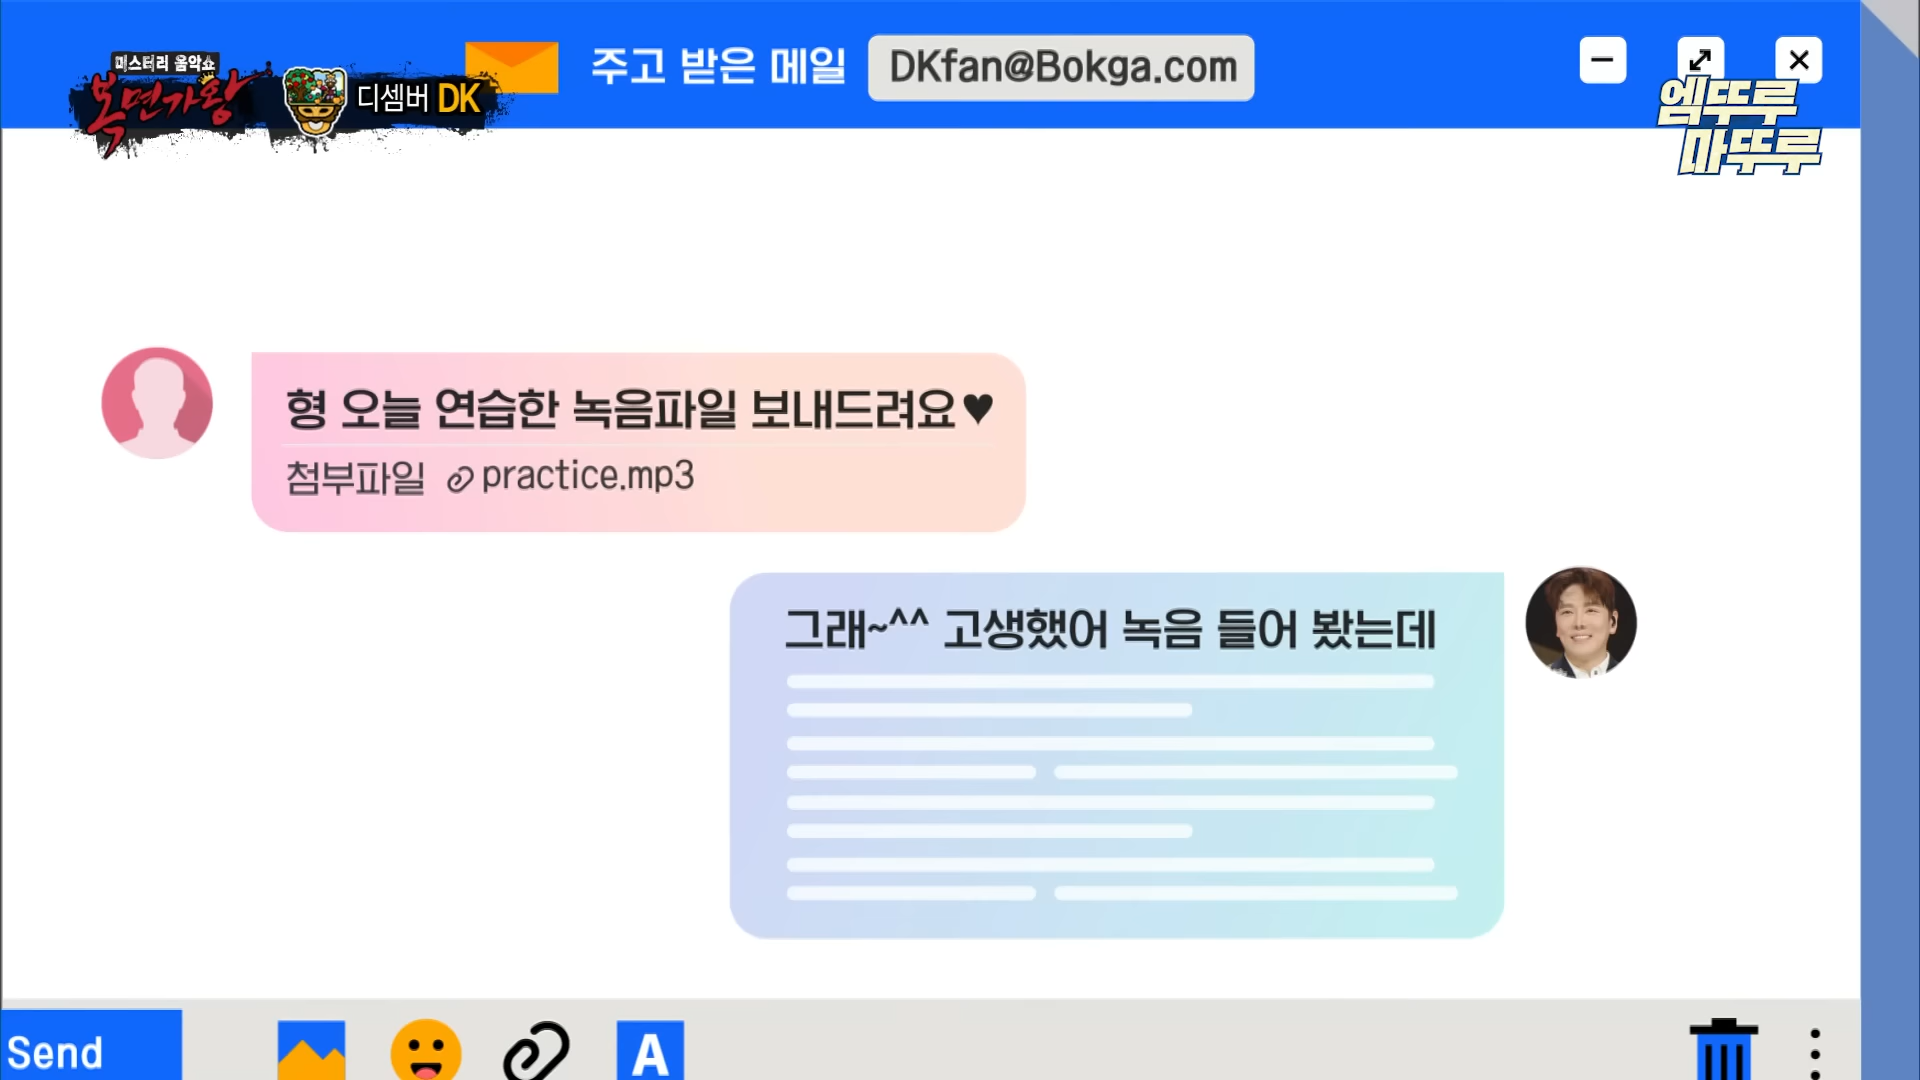 주고 받은 메일 DKfan@Bokga.com
미스터리 음악쇼
복면가왕
디셈버 DK
엠뚜루
마뚜루
형 오늘 연습한 녹음파일 보내드려요♥
첨부파일 practice.mp3
그래~^^ 고생했어 녹음 들어 봤는데
Send
A